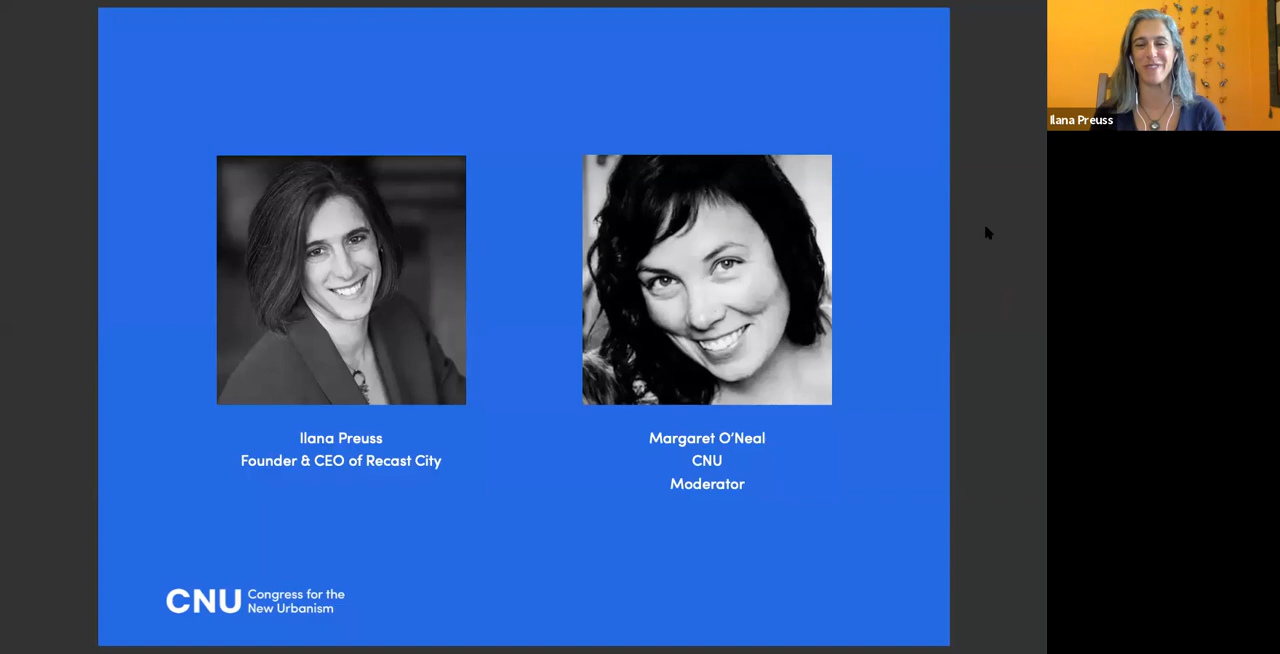 Ilana Preuss
Ilana Preuss
Founder & CEO of Recast City
Margaret O'Neal
CNU
Moderator
CNU Congress for the
New Urbanism